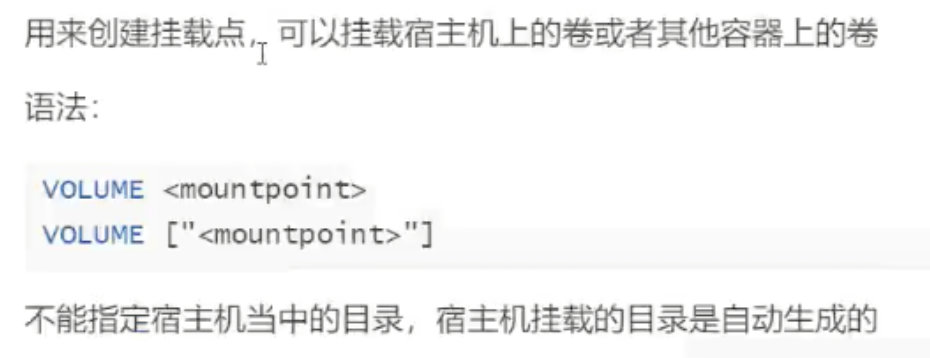 用来创建挂载点，可以挂载宿主机上的卷或者其他容器上的卷
语法：
VOLUME <mountpoint>
VOLUME ["<mountpoint>"]
不能指定宿主机当中的目录，宿主机挂载的目录是自动生成的